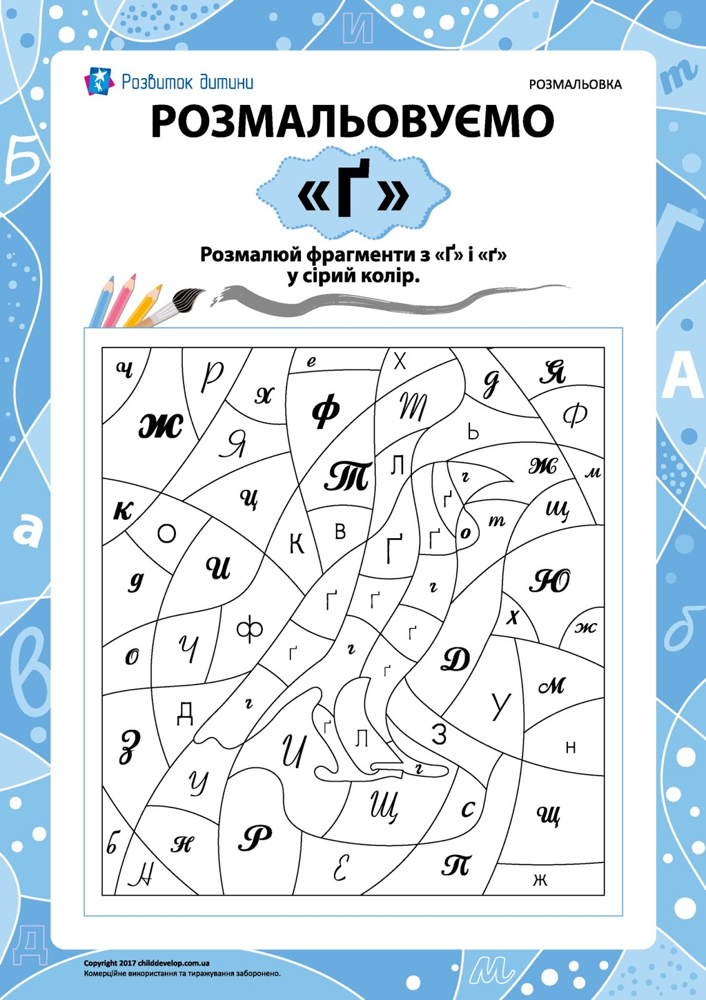 И
т
Розвиток дитини
РОЗМАЛЬОВКА
РОЗМАЛЬОВУЄМО
Б
«Ґ»
Г
Розмалюй фрагменти з «Ґ» і «ґ»
у сірий колір.
А
ч Р х е Х д Я
Ж Я ф Т Ь Ф
Ц Т Л г Ж м
к О К В Ґ ґ Ґ о т Щ
а
д И Ґ ґ г Ю
о Ч ф ґ г ґ ґ Х ж
В
б
Д г Д У м
З И ґ Л З н
У Щ г с Щ
б н Р Е П
Н ж
Д
м
Copyright 2017 childdevelop.com.ua
Комерційне використання та тиражування заборонено.